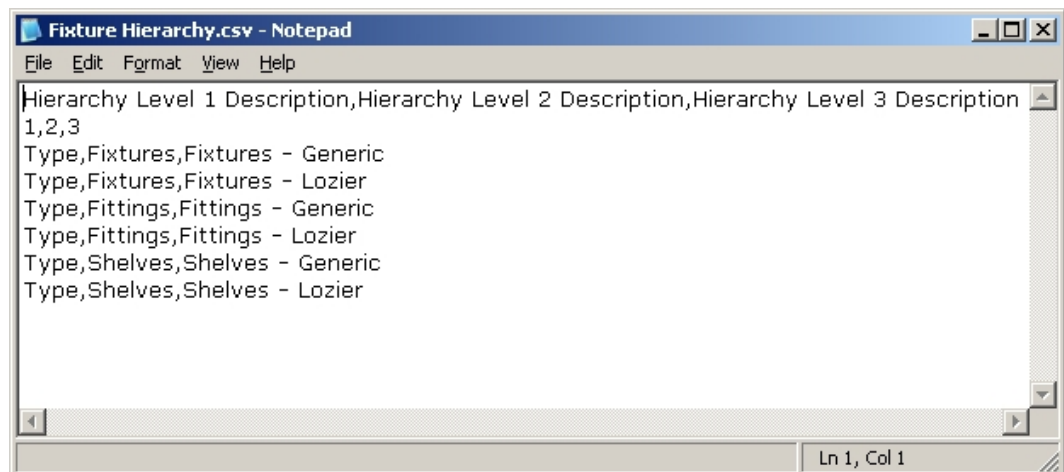 Fixture Hierarchy.csv - Notepad
File Edit Format View Help
Hierarchy Level 1 Description,Hierarchy Level 2 Description,Hierarchy Level 3 Description
1,2,3
Type,Fixtures,Fixtures - Generic
Type,Fixtures,Fixtures - Lozier
Type,Fittings,Fittings - Generic
Type,Fittings,Fittings - Lozier
Type,Shelves,Shelves - Generic
Type,Shelves,Shelves - Lozier
Ln 1, Col 1